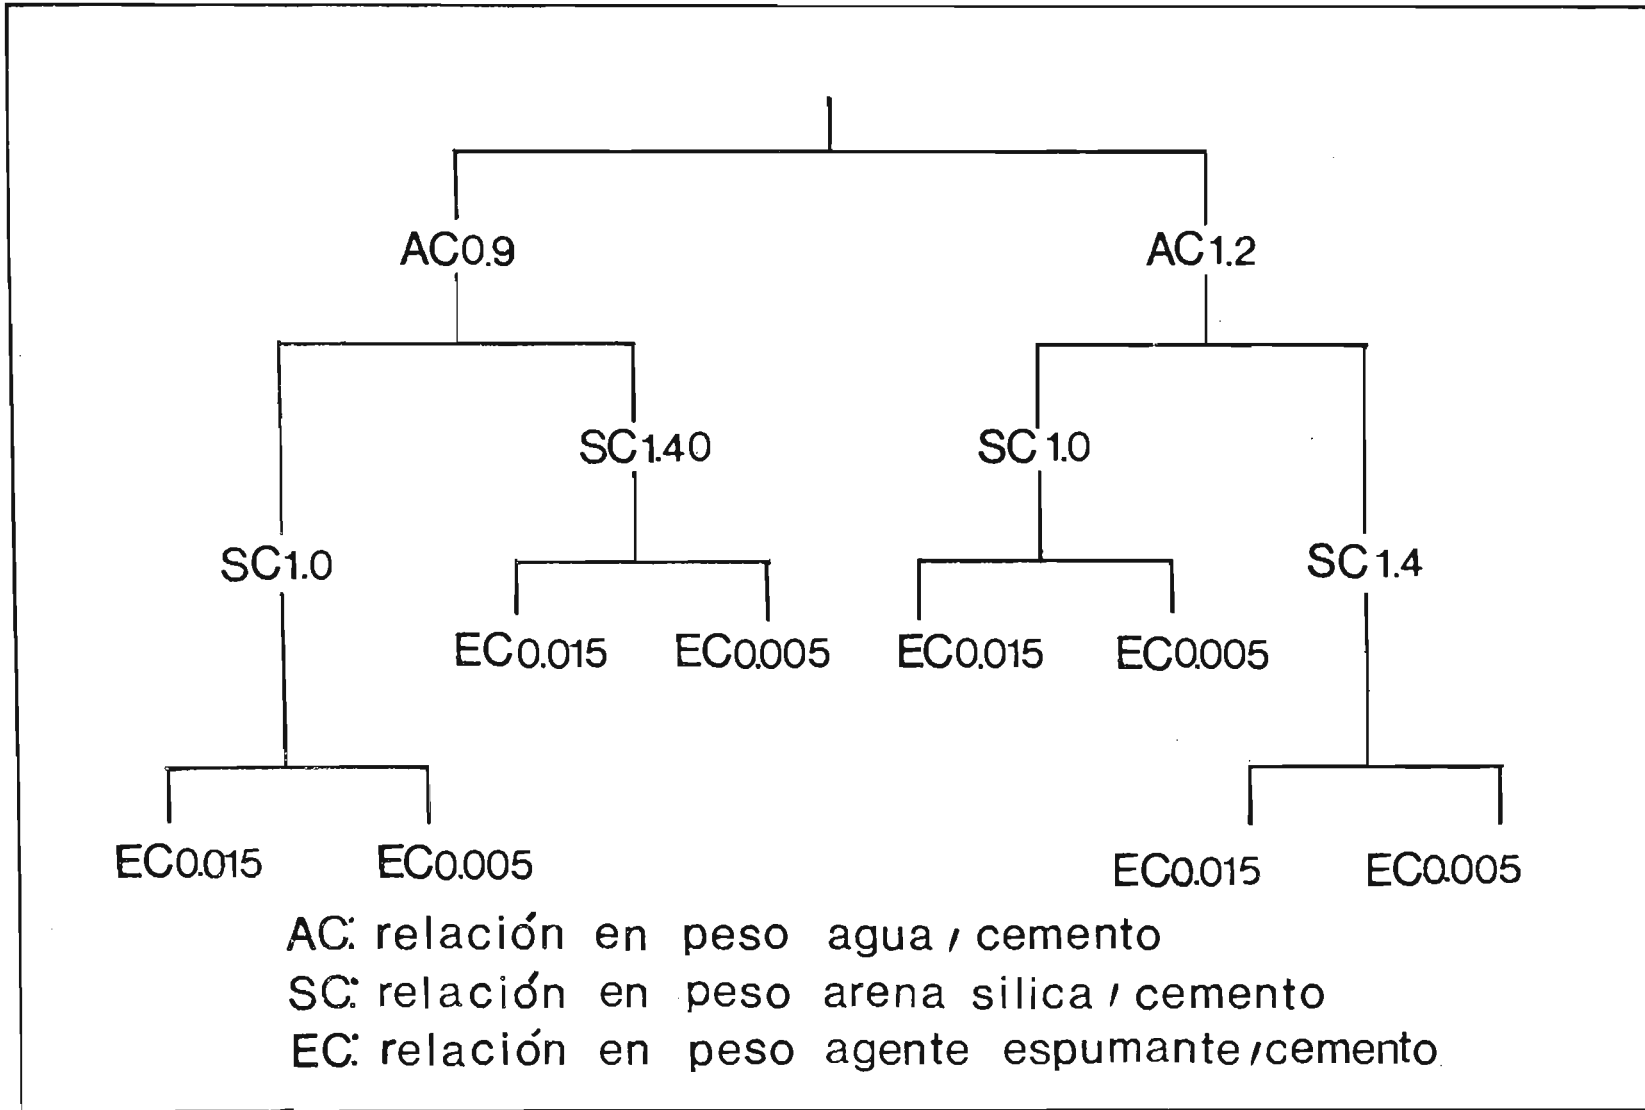 AC0.9 AC1.2
SC1.40 SC1.0
SC1.0 SC1.4
EC0.015 EC0.005 EC0.015 EC0.005
EC0.015 EC0.005 EC0.015 EC0.005
AC: relación en peso agua / cemento
SC: relación en peso arena silica / cemento
EC: relación en peso agente espumante/cemento